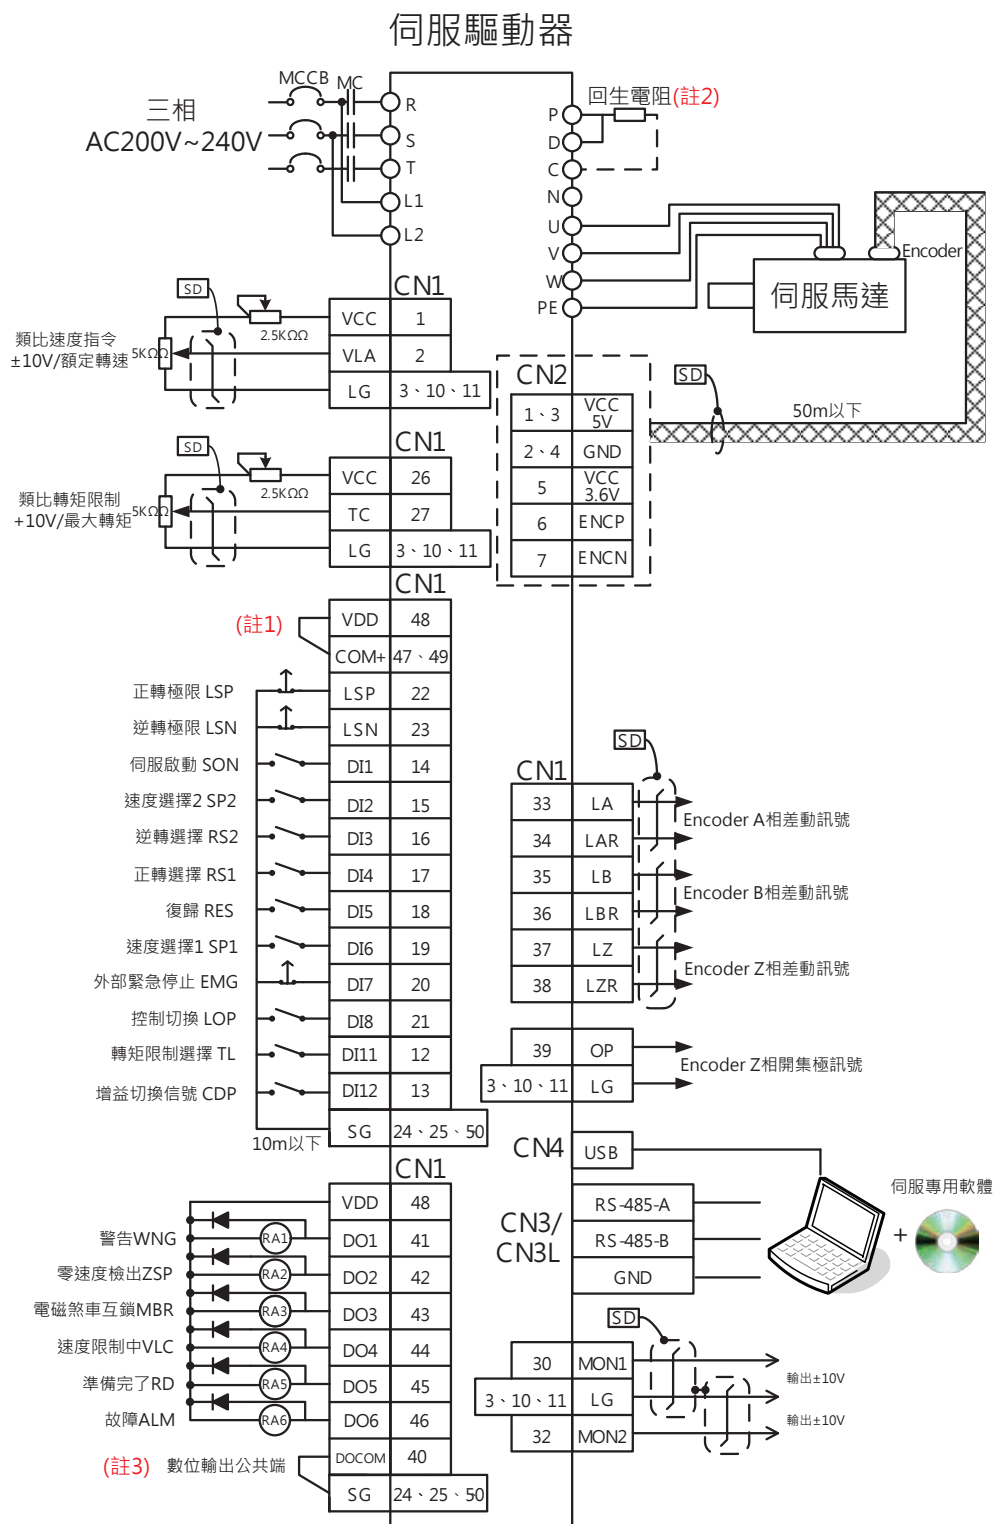 伺服驅動器
MCCB
MC
三相
AC200V~240V
R
S
T
L1
L2
P
D
C
N
U
V
W
PE
回生電阻(註2)
Encoder
伺服馬達
50m以下
SD
CN1
SD
2.5KΩΩ
5KΩΩ
類比速度指令
±10V/額定轉速
VCC 1
VLA 2
LG 3、10、11
CN1
SD
2.5KΩΩ
5KΩΩ
類比轉矩限制
+10V/最大轉矩
VCC 26
TC 27
LG 3、10、11
CN2
1、3 VCC 5V
2、4 GND
5 VCC 3.6V
6 ENCP
7 ENCN
CN1
(註1)
VDD 48
COM+ 47、49
正轉極限 LSP LSP 22
逆轉極限 LSN LSN 23
伺服啟動 SON DI1 14
速度選擇2 SP2 DI2 15
逆轉選擇 RS2 DI3 16
正轉選擇 RS1 DI4 17
復歸 RES DI5 18
速度選擇1 SP1 DI6 19
外部緊急停止 EMG DI7 20
控制切換 LOP DI8 21
轉矩限制選擇 TL DI11 12
增益切換信號 CDP DI12 13
10m以下
SG 24、25、50
CN1
SD
33 LA
34 LAR
Encoder A相差動訊號
35 LB
36 LBR
Encoder B相差動訊號
37 LZ
38 LZR
Encoder Z相差動訊號
39 OP
3、10、11 LG
Encoder Z相開集極訊號
CN4 USB
CN3/
CN3L
RS-485-A
RS-485-B
GND
伺服專用軟體
+
CN1
VDD 48
警告WNG RA1 DO1 41
零速度檢出ZSP RA2 DO2 42
電磁煞車互鎖MBR RA3 DO3 43
速度限制中VLC RA4 DO4 44
準備完了RD RA5 DO5 45
故障ALM RA6 DO6 46
(註3) 數位輸出公共端 DOCOM 40
SG 24、25、50
SD
30 MON1
輸出±10V
3、10、11 LG
32 MON2
輸出±10V